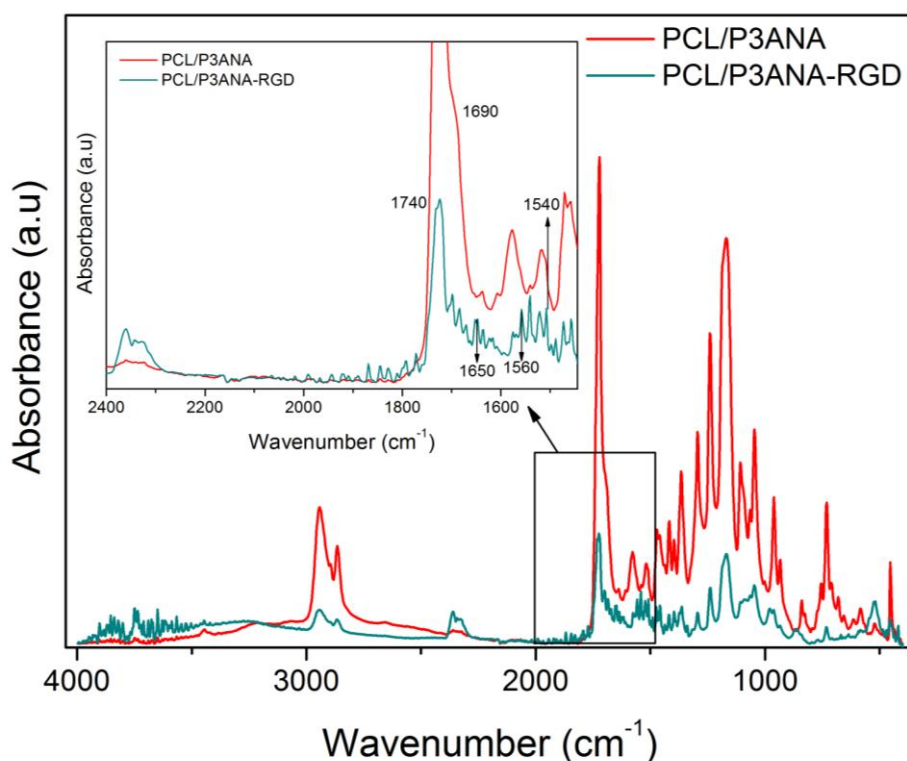 PCL/P3ANA
PCL/P3ANA-RGD
PCL/P3ANA
PCL/P3ANA-RGD
1690
1740
1540
1650
1560
2400 2200 2000 1800 1600
Wavenumber (cm-1)
Absorbance (a.u)
Absorbance (a.u)
4000 3000 2000 1000
Wavenumber (cm-1)